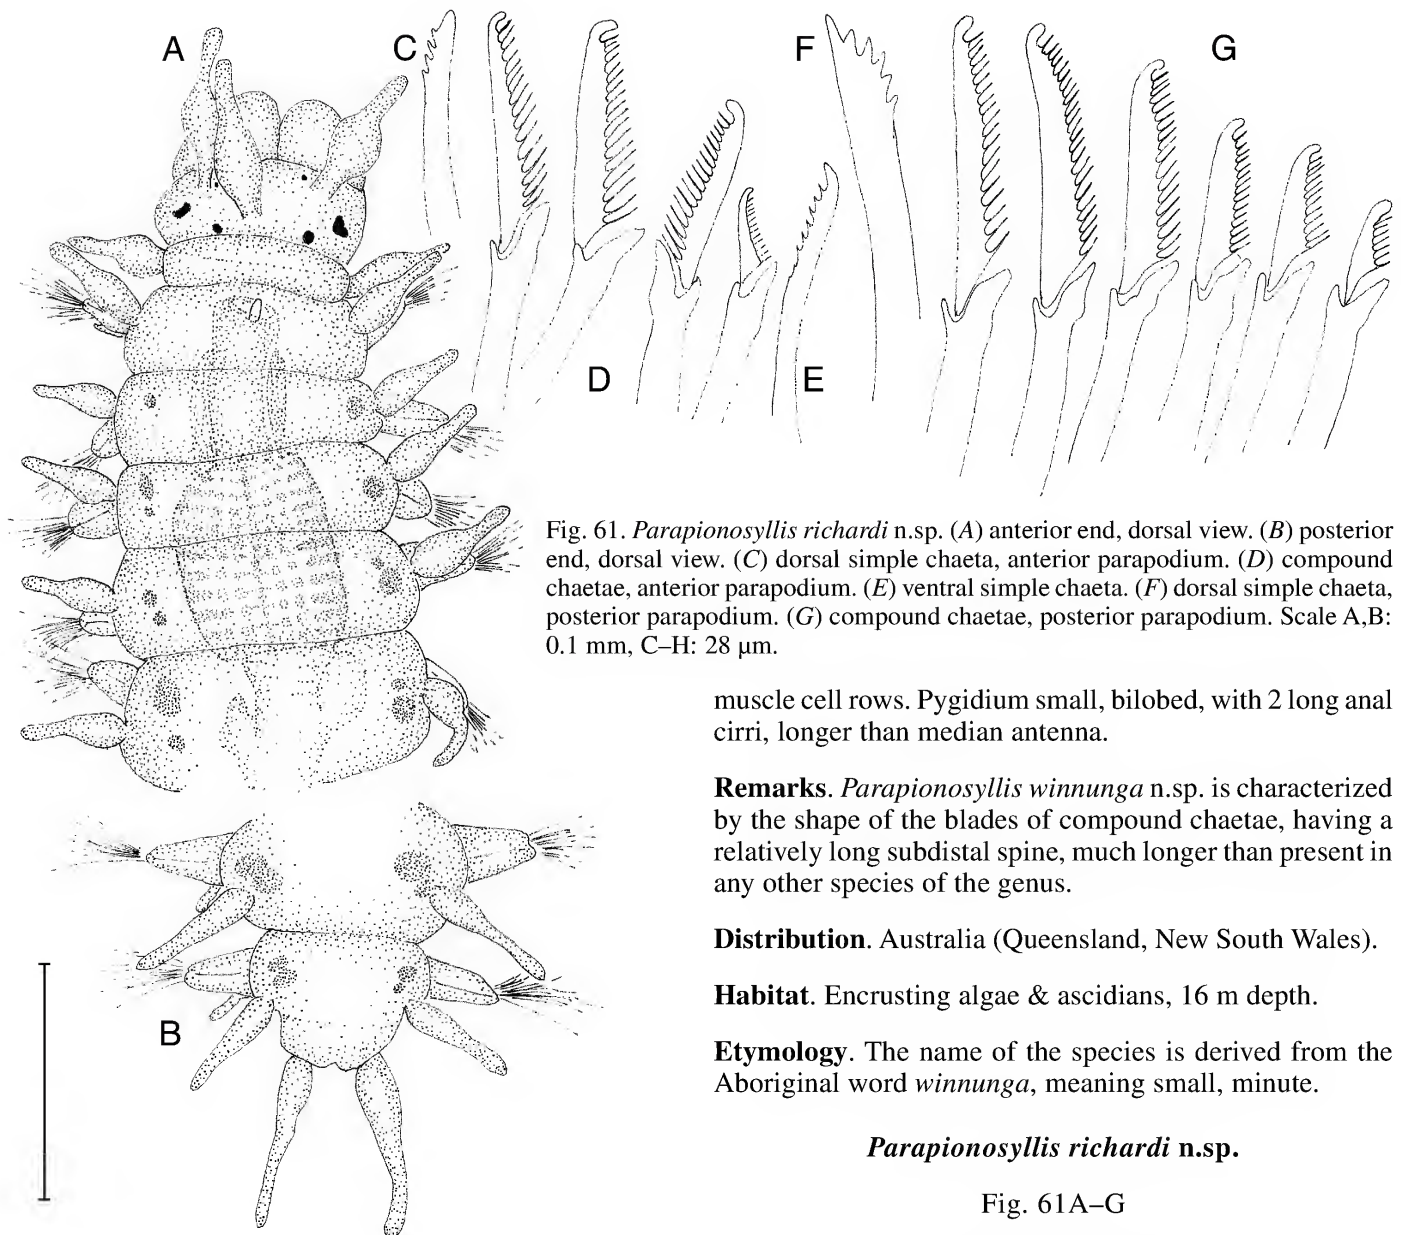 A
C
F
G
D
E
B
Fig. 61. Parapionosyllis richardi n.sp. (A) anterior end, dorsal view. (B) posterior
end, dorsal view. (C) dorsal simple chaeta, anterior parapodium. (D) compound
chaetae, anterior parapodium. (E) ventral simple chaeta. (F) dorsal simple chaeta,
posterior parapodium. (G) compound chaetae, posterior parapodium. Scale A,B:
0.1 mm, C–H: 28 µm.
muscle cell rows. Pygidium small, bilobed, with 2 long anal
cirri, longer than median antenna.
Remarks. Parapionosyllis winnunga n.sp. is characterized
by the shape of the blades of compound chaetae, having a
relatively long subdistal spine, much longer than present in
any other species of the genus.
Distribution. Australia (Queensland, New South Wales).
Habitat. Encrusting algae & ascidians, 16 m depth.
Etymology. The name of the species is derived from the
Aboriginal word winnunga, meaning small, minute.
Parapionosyllis richardi n.sp.
Fig. 61A–G